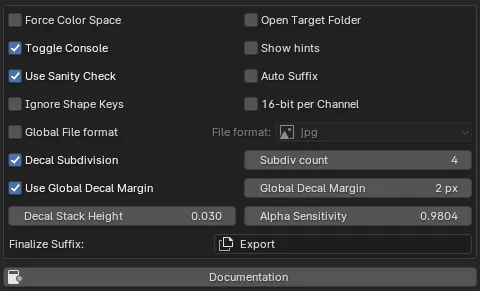 Force Color Space Open Target Folder
Toggle Console Show hints
Use Sanity Check Auto Suffix
Ignore Shape Keys 16-bit per Channel
Global File format File format: jpg
Decal Subdivision Subdiv count 4
Use Global Decal Margin Global Decal Margin 2 px
Decal Stack Height 0.030 Alpha Sensitivity 0.9804
Finalize Suffix: Export
Documentation